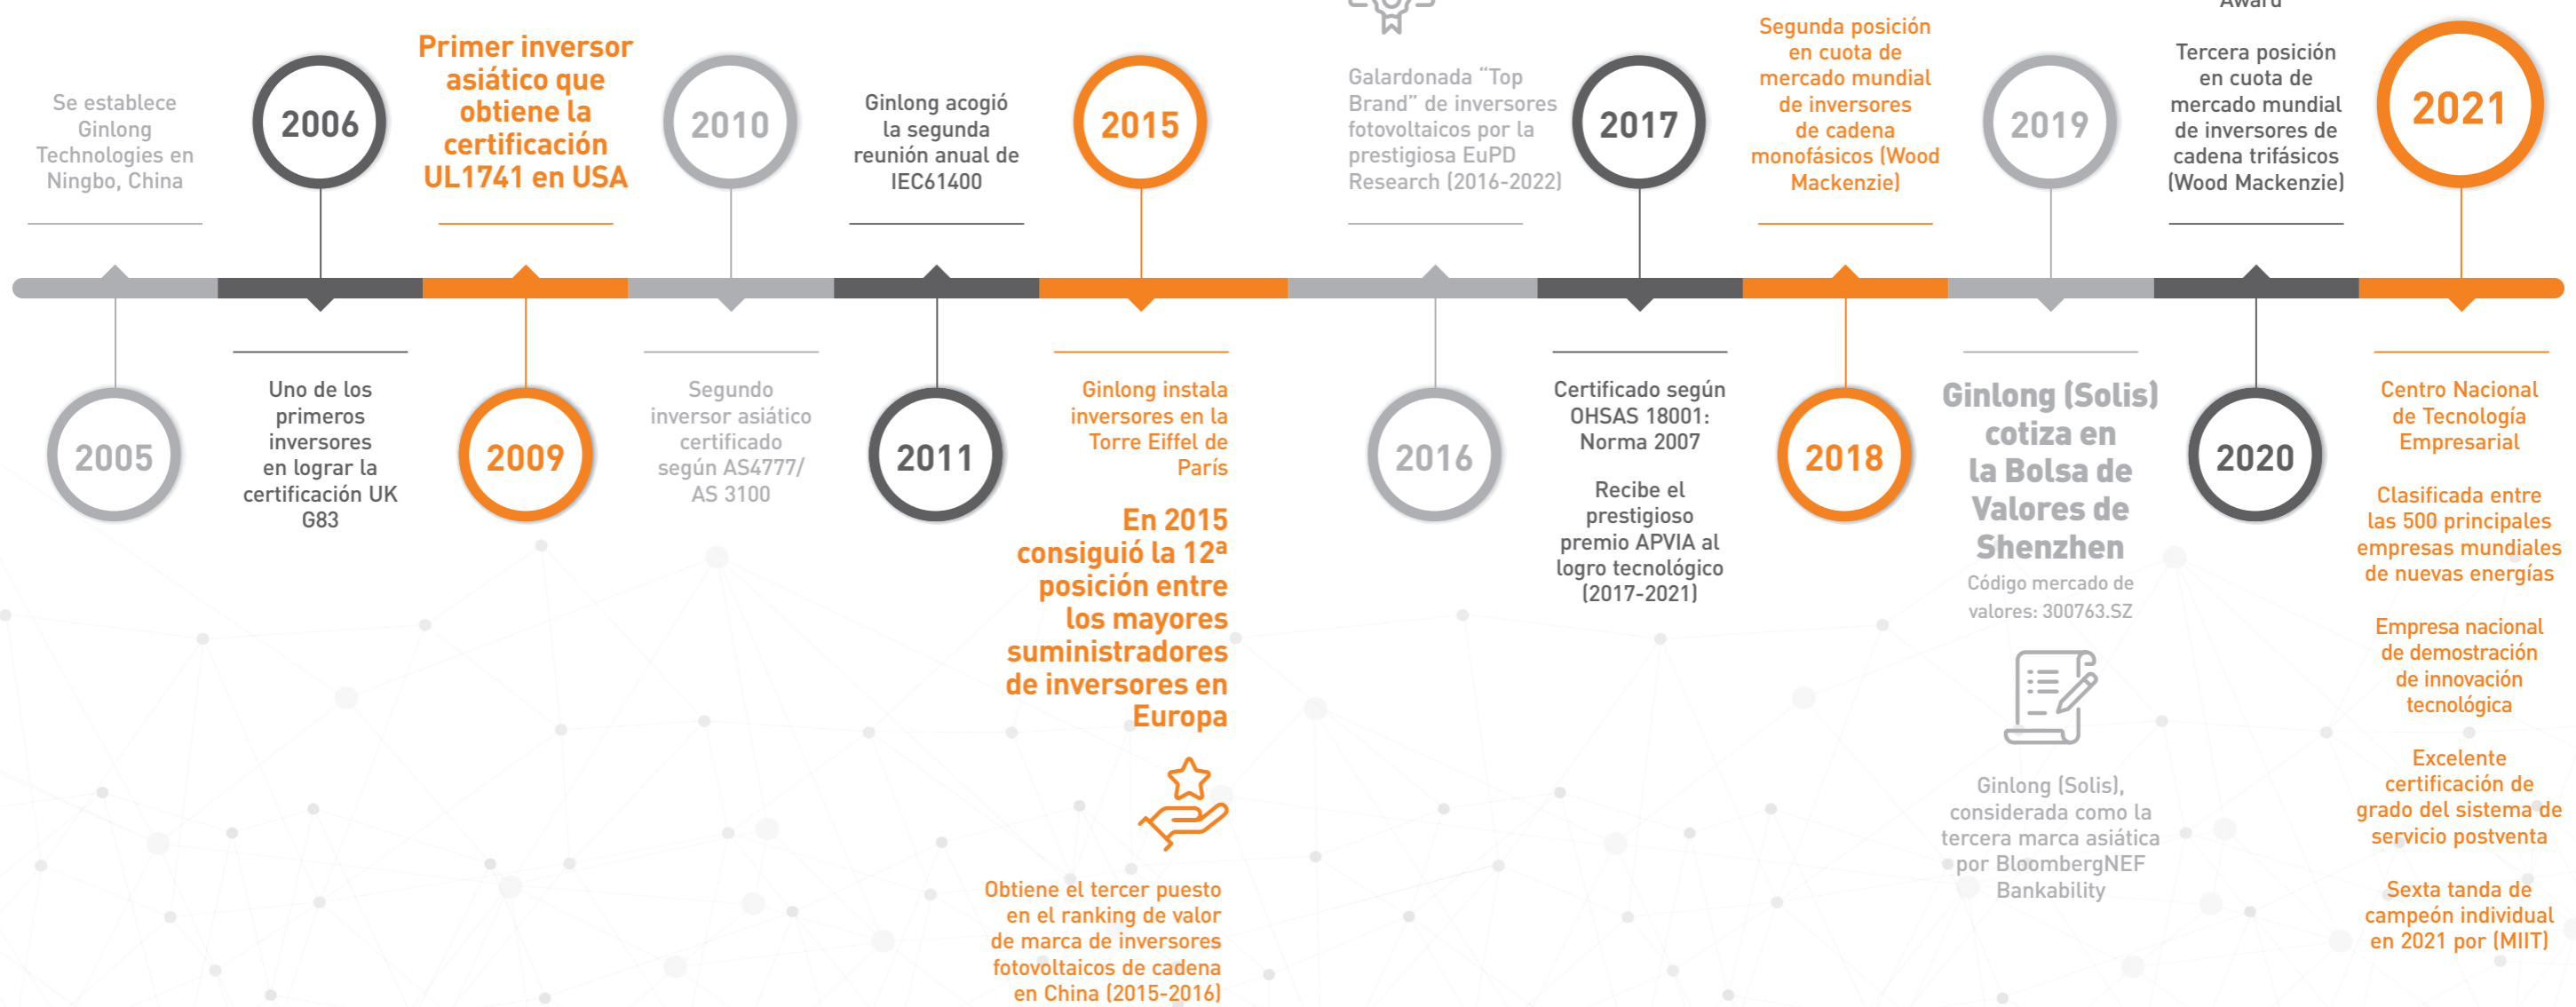 Se establece
Ginlong
Technologies en
Ningbo, China
2005
2006
Uno de los
primeros
inversores
en lograr la
certificación UK
G83
Primer inversor
asiático que
obtiene la
certificación
UL1741 en USA
2009
2010
Segundo
inversor asiático
certificado
según AS4777/
AS 3100
Ginlong acogió
la segunda
reunión anual de
IEC61400
2011
2015
Ginlong instala
inversores en la
Torre Eiffel de
París
En 2015
consiguió la 12ª
posición entre
los mayores
suministradores
de inversores en
Europa
Obtiene el tercer puesto
en el ranking de valor
de marca de inversores
fotovoltaicos de cadena
en China (2015-2016)
Galardonada “Top
Brand” de inversores
fotovoltaicos por la
prestigiosa EuPD
Research (2016-2022)
2016
2017
Certificado según
OHSAS 18001:
Norma 2007
Recibe el
prestigioso
premio APVIA al
logro tecnológico
(2017-2021)
Segunda posición
en cuota de
mercado mundial
de inversores
de cadena
monofásicos (Wood
Mackenzie)
2018
2019
Ginlong (Solis)
cotiza en
la Bolsa de
Valores de
Shenzhen
Código mercado de
valores: 300763.SZ
Ginlong (Solis),
considerada como la
tercera marca asiática
por BloombergNEF
Bankability
Award
Tercera posición
en cuota de
mercado mundial
de inversores de
cadena trifásicos
(Wood Mackenzie)
2020
2021
Centro Nacional
de Tecnología
Empresarial
Clasificada entre
las 500 principales
empresas mundiales
de nuevas energías
Empresa nacional
de demostración
de innovación
tecnológica
Excelente
certificación de
grado del sistema de
servicio postventa
Sexta tanda de
campeón individual
en 2021 por (MIIT)